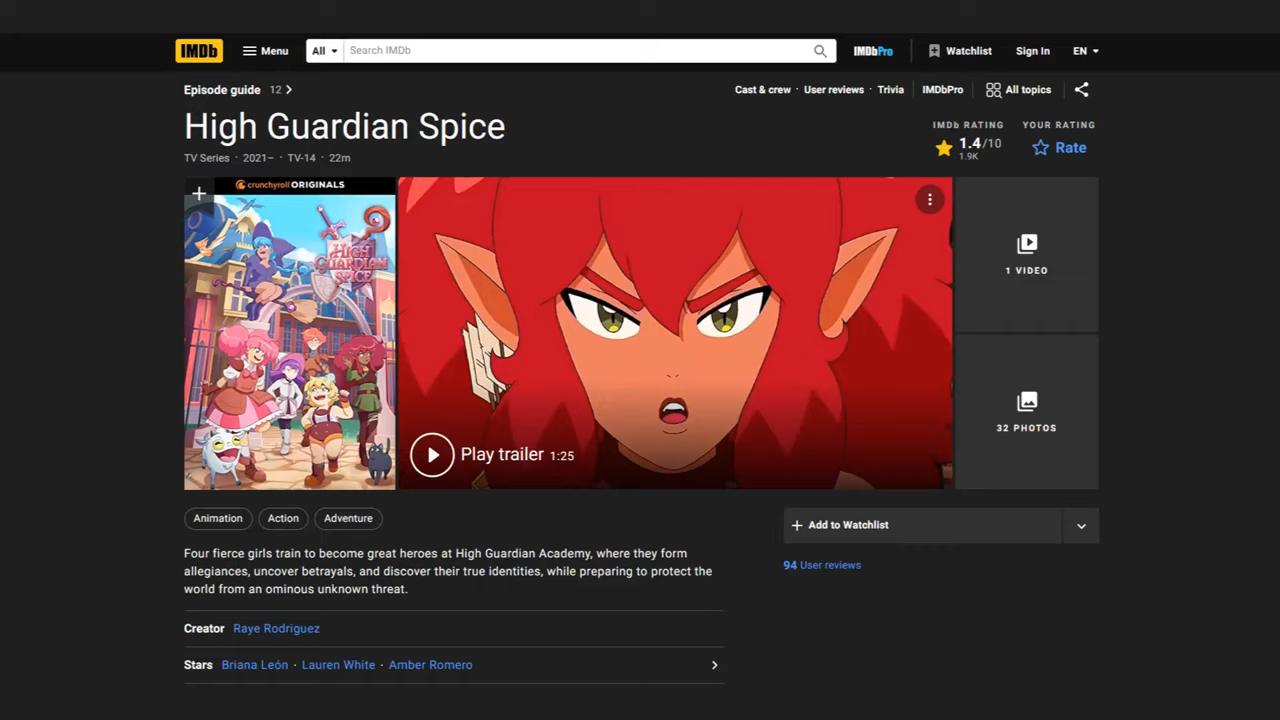 IMDb Menu All Search IMDb IMDbPro Watchlist Sign In EN
Episode guide 12 Cast & crew · User reviews · Trivia IMDbPro All topics
High Guardian Spice
TV Series · 2021– · TV-14 · 22m
IMDb RATING
1.4/10
1.9K
YOUR RATING
Rate
crunchyroll ORIGINALS
HIGH
GUARDIAN
SPICE
Play trailer 1:25
1 VIDEO
32 PHOTOS
Animation Action Adventure
Four fierce girls train to become great heroes at High Guardian Academy, where they form
allegiances, uncover betrayals, and discover their true identities, while preparing to protect the
world from an ominous unknown threat.
Creator Raye Rodriguez
Stars Briana León · Lauren White · Amber Romero
Add to Watchlist
94 User reviews